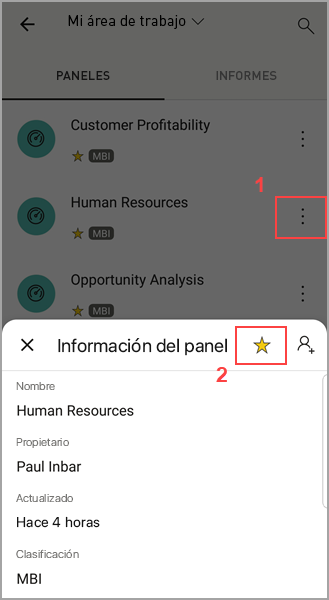 Mi área de trabajo
PANELES
INFORMES
Customer Profitability
MBI
1
Human Resources
MBI
Opportunity Analysis
MBI
Información del panel
2
Nombre
Human Resources
Propietario
Paul Inbar
Actualizado
Hace 4 horas
Clasificación
MBI